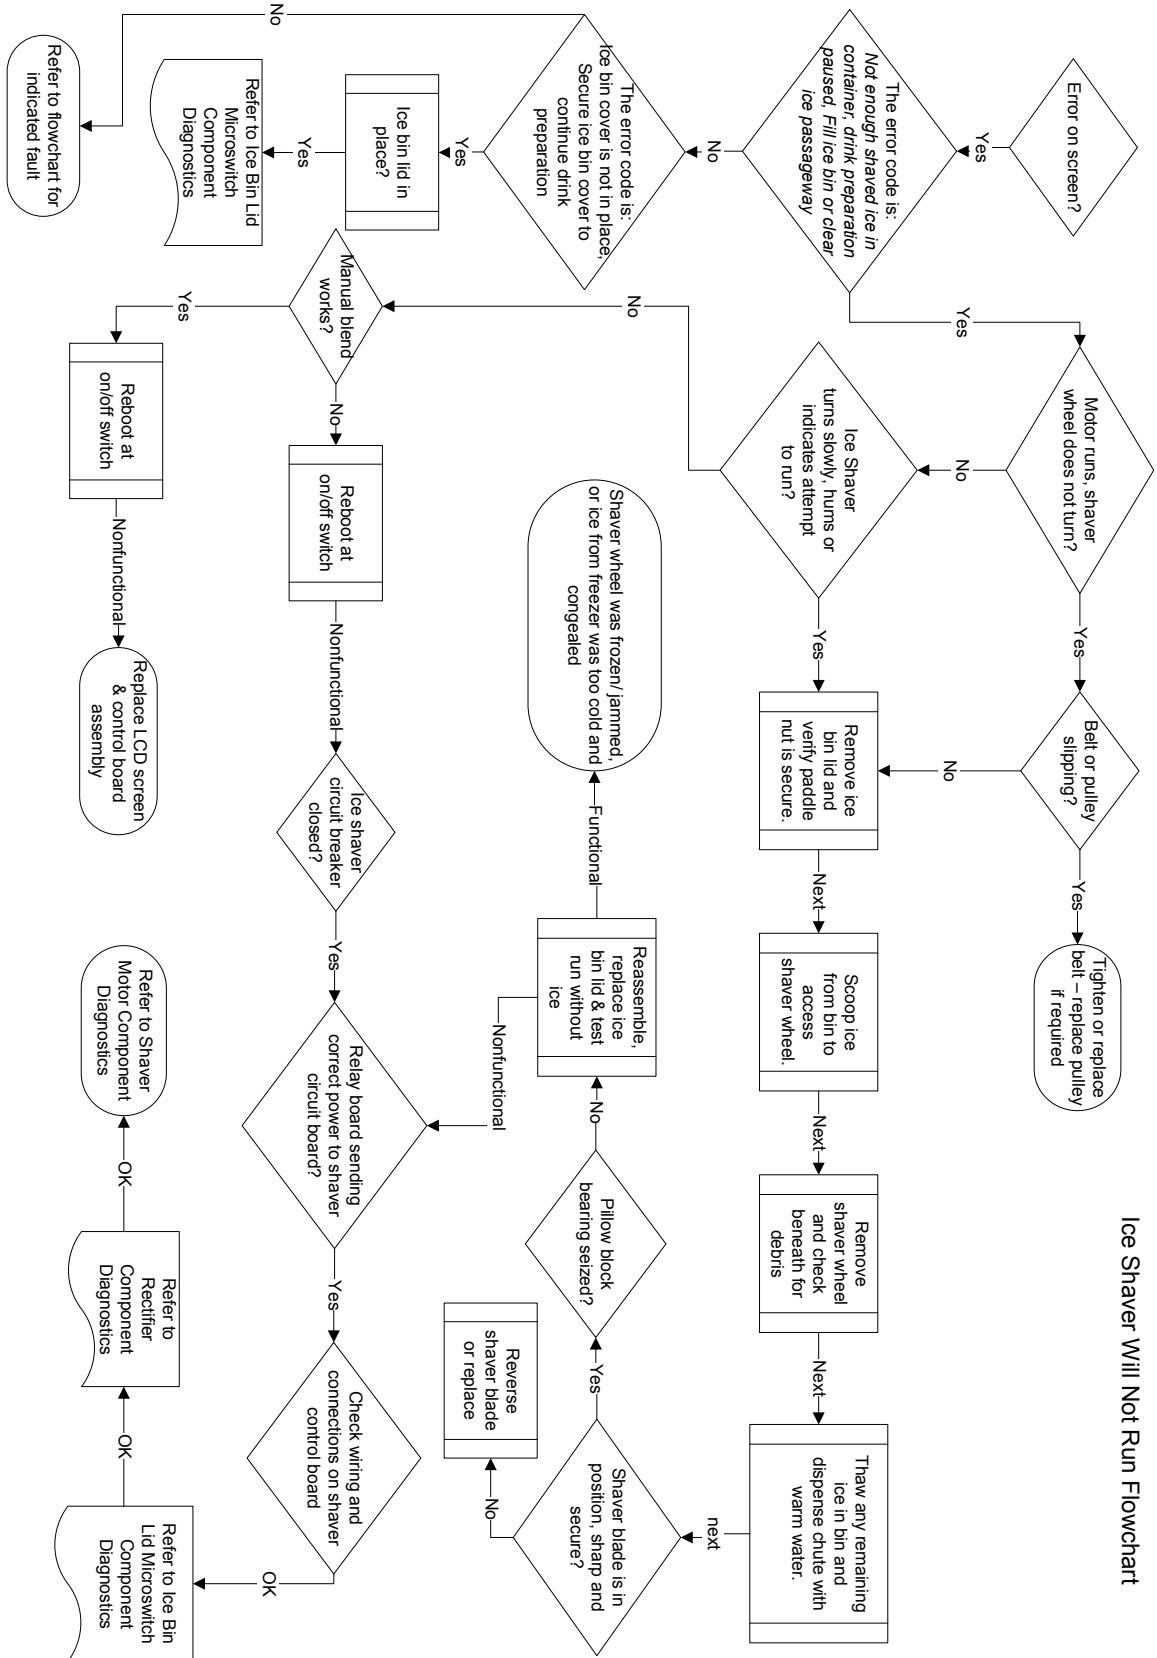 Ice Shaver Will Not Run Flowchart
Error on screen?
Yes
The error code is:
Not enough shaved ice in
container, drink preparation
paused, Fill ice bin or clear
ice passageway
Yes
No
Motor runs, shaver
wheel does not turn?
Yes
No
Belt or pulley
slipping?
Yes
No
Tighten or replace
belt – replace pulley
if required
Ice Shaver
turns slowly, hums or
indicates attempt
to run?
Yes
No
Remove ice
bin lid and
verify paddle
nut is secure.
Next
Scoop ice
from bin to
access
shaver wheel.
Next
Remove
shaver wheel
and check
beneath for
debris
Next
Thaw any remaining
ice in bin and
dispense chute with
warm water.
next
The error code is:
Ice bin cover is not in place,
Secure ice bin cover to
continue drink
preparation
Yes
No
Shaver wheel was frozen/ jammed,
or ice from freezer was too cold and
congealed
Functional
Reassemble,
replace ice
bin lid & test
run without
ice
Nonfunctional
No
Pillow block
bearing seized?
Yes
Shaver blade is in
position, sharp and
secure?
No
Reverse
shaver blade
or replace
Ice bin lid in
place?
Yes
Refer to Ice Bin Lid
Microswitch
Component
Diagnostics
Refer to flowchart for
indicated fault
Manual blend
works?
No
Yes
Reboot at
on/off switch
Nonfunctional
Ice shaver
circuit breaker
closed?
Yes
Relay board sending
correct power to shaver
circuit board?
Yes
Check wiring and
connections on shaver
control board
OK
Reboot at
on/off switch
Nonfunctional
Replace LCD screen
& control board
assembly
Refer to Shaver
Motor Component
Diagnostics
OK
Refer to
Rectifier
Component
Diagnostics
OK
Refer to Ice Bin
Lid Microswitch
Component
Diagnostics